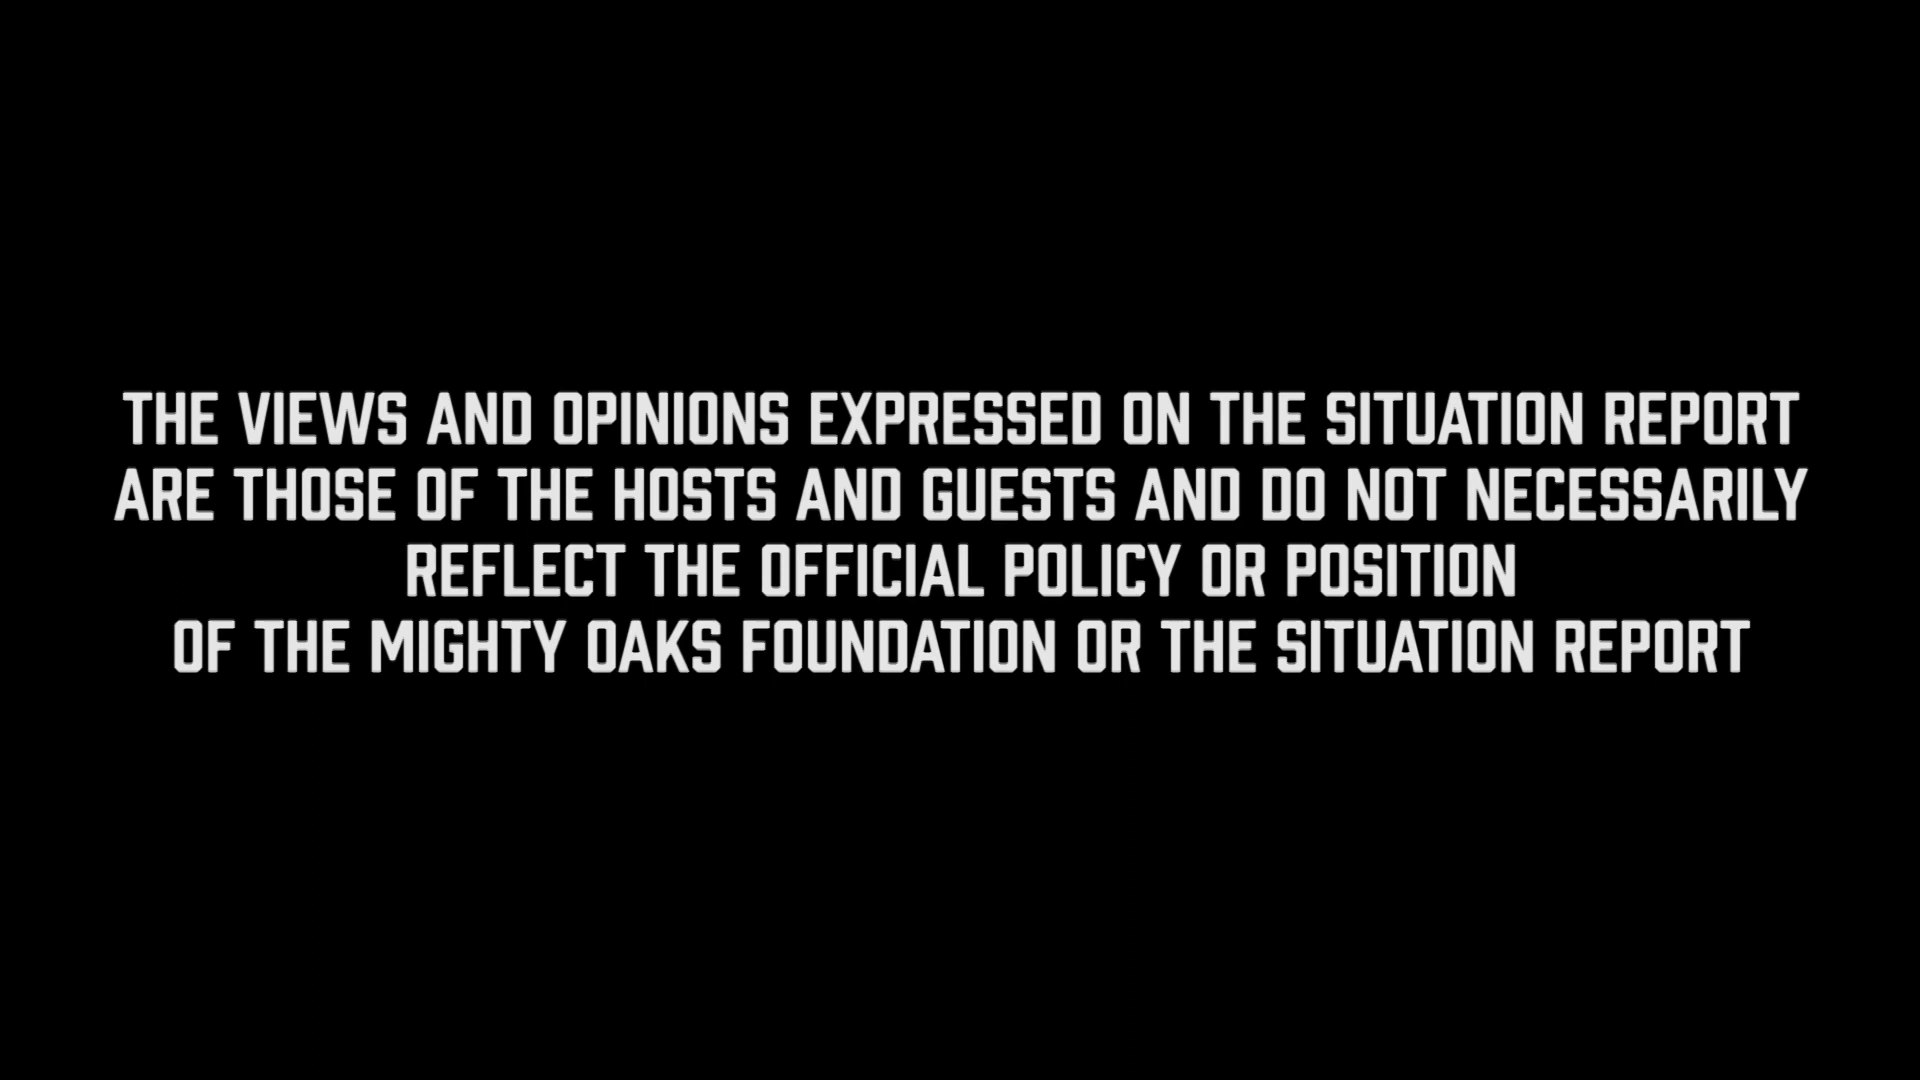 THE VIEWS AND OPINIONS EXPRESSED ON THE SITUATION REPORT
ARE THOSE OF THE HOSTS AND GUESTS AND DO NOT NECESSARILY
REFLECT THE OFFICIAL POLICY OR POSITION
OF THE MIGHTY OAKS FOUNDATION OR THE SITUATION REPORT